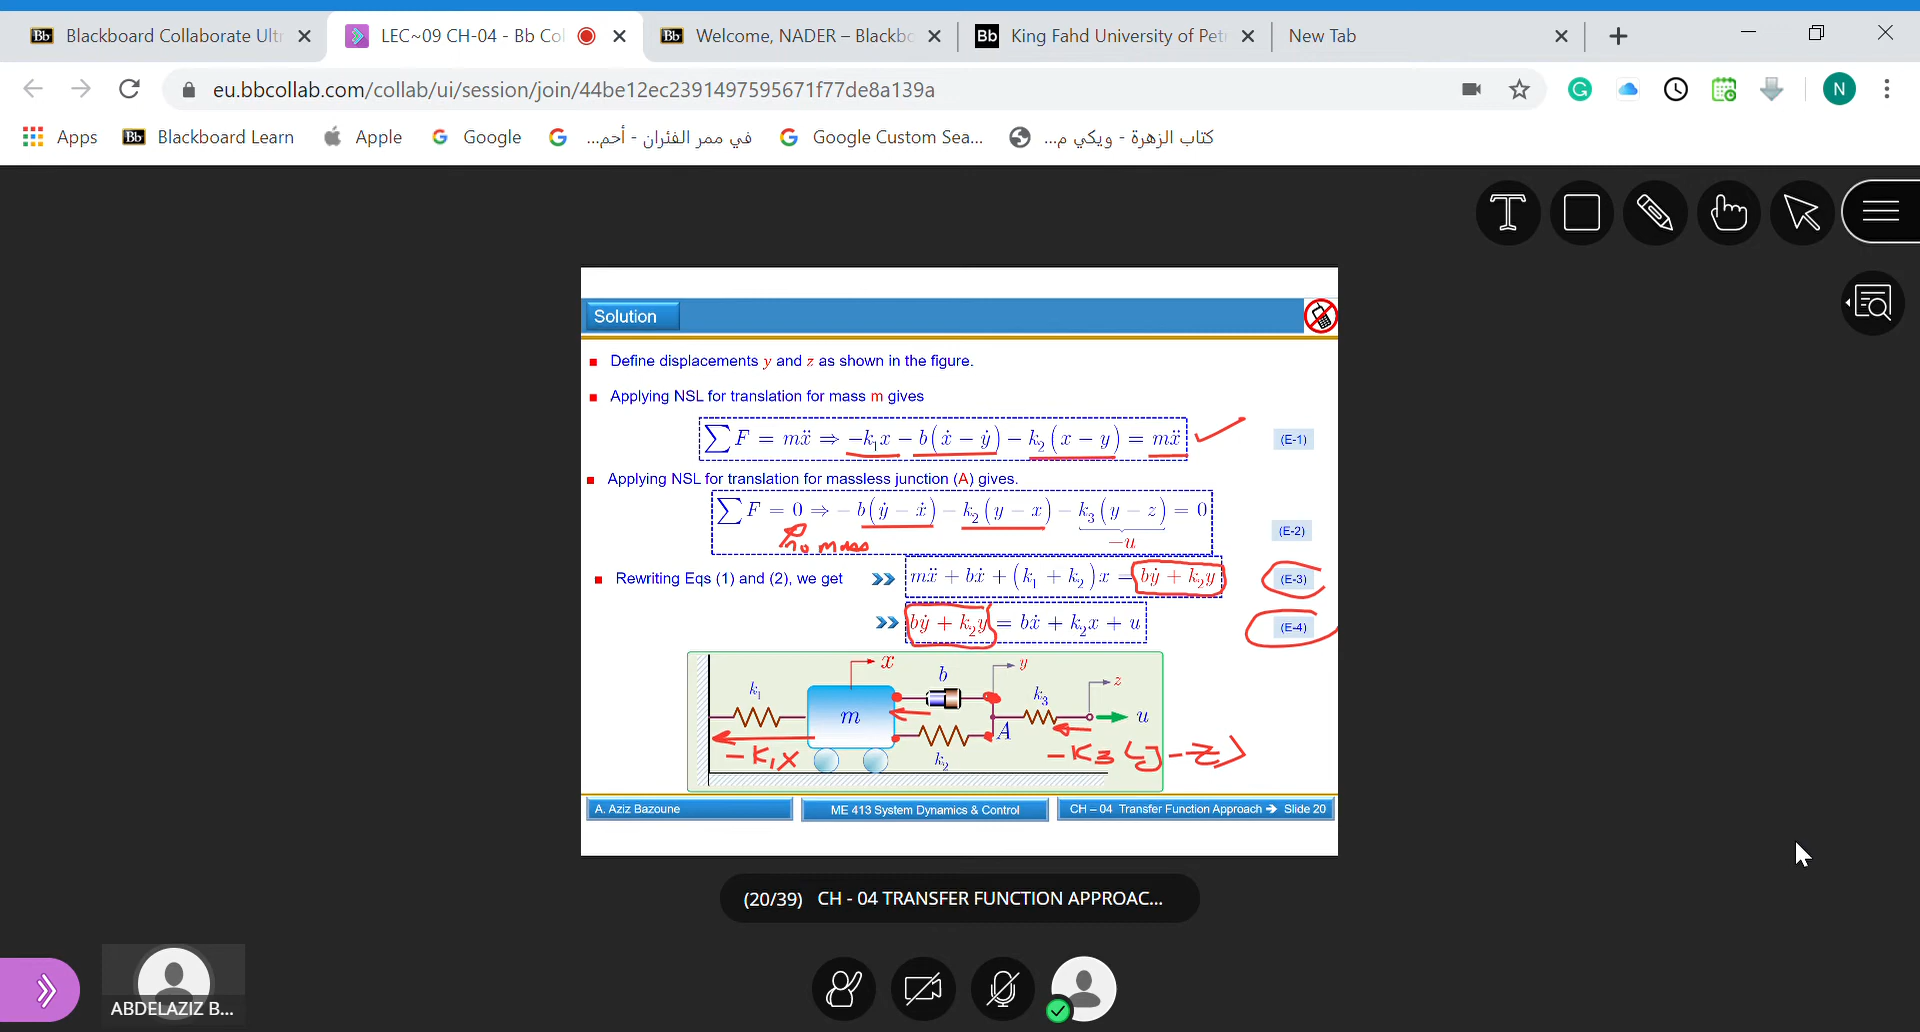 Blackboard Collaborate Ultr
LEC~09 CH-04 - Bb Col
Welcome, NADER – Blackbo
King Fahd University of Petr
New Tab
eu.bbcollab.com/collab/ui/session/join/44be12ec2391497595671f77de8a139a
N
Apps
Bb Blackboard Learn
Apple
Google
في ممر الفئران - أحم...
Google Custom Sea...
كتاب الزهرة - ويكي م...
Solution
Define displacements y and z as shown in the figure.
Applying NSL for translation for mass m gives
∑F = mẍ ⇒ −k₁x − b(ẋ − ẏ) − k₂(x − y) = mẍ (E-1)
Applying NSL for translation for massless junction (A) gives.
∑F = 0 ⇒ − b(ẏ − ẋ) − k₂(y − x) − k₃(y − z) = 0
−u
(E-2)
no mass
Rewriting Eqs (1) and (2), we get » mẍ + bẋ + (k₁ + k₂)x = bẏ + k₂y (E-3)
» bẏ + k₂y = bẋ + k₂x + u (E-4)
x
b
y
z
k₁
k₃
m
u
A
k₂
−K₁X
−K3(y−z)
A. Aziz Bazoune
ME 413 System Dynamics & Control
CH – 04 Transfer Function Approach → Slide 20
(20/39) CH - 04 TRANSFER FUNCTION APPROAC...
ABDELAZIZ B...